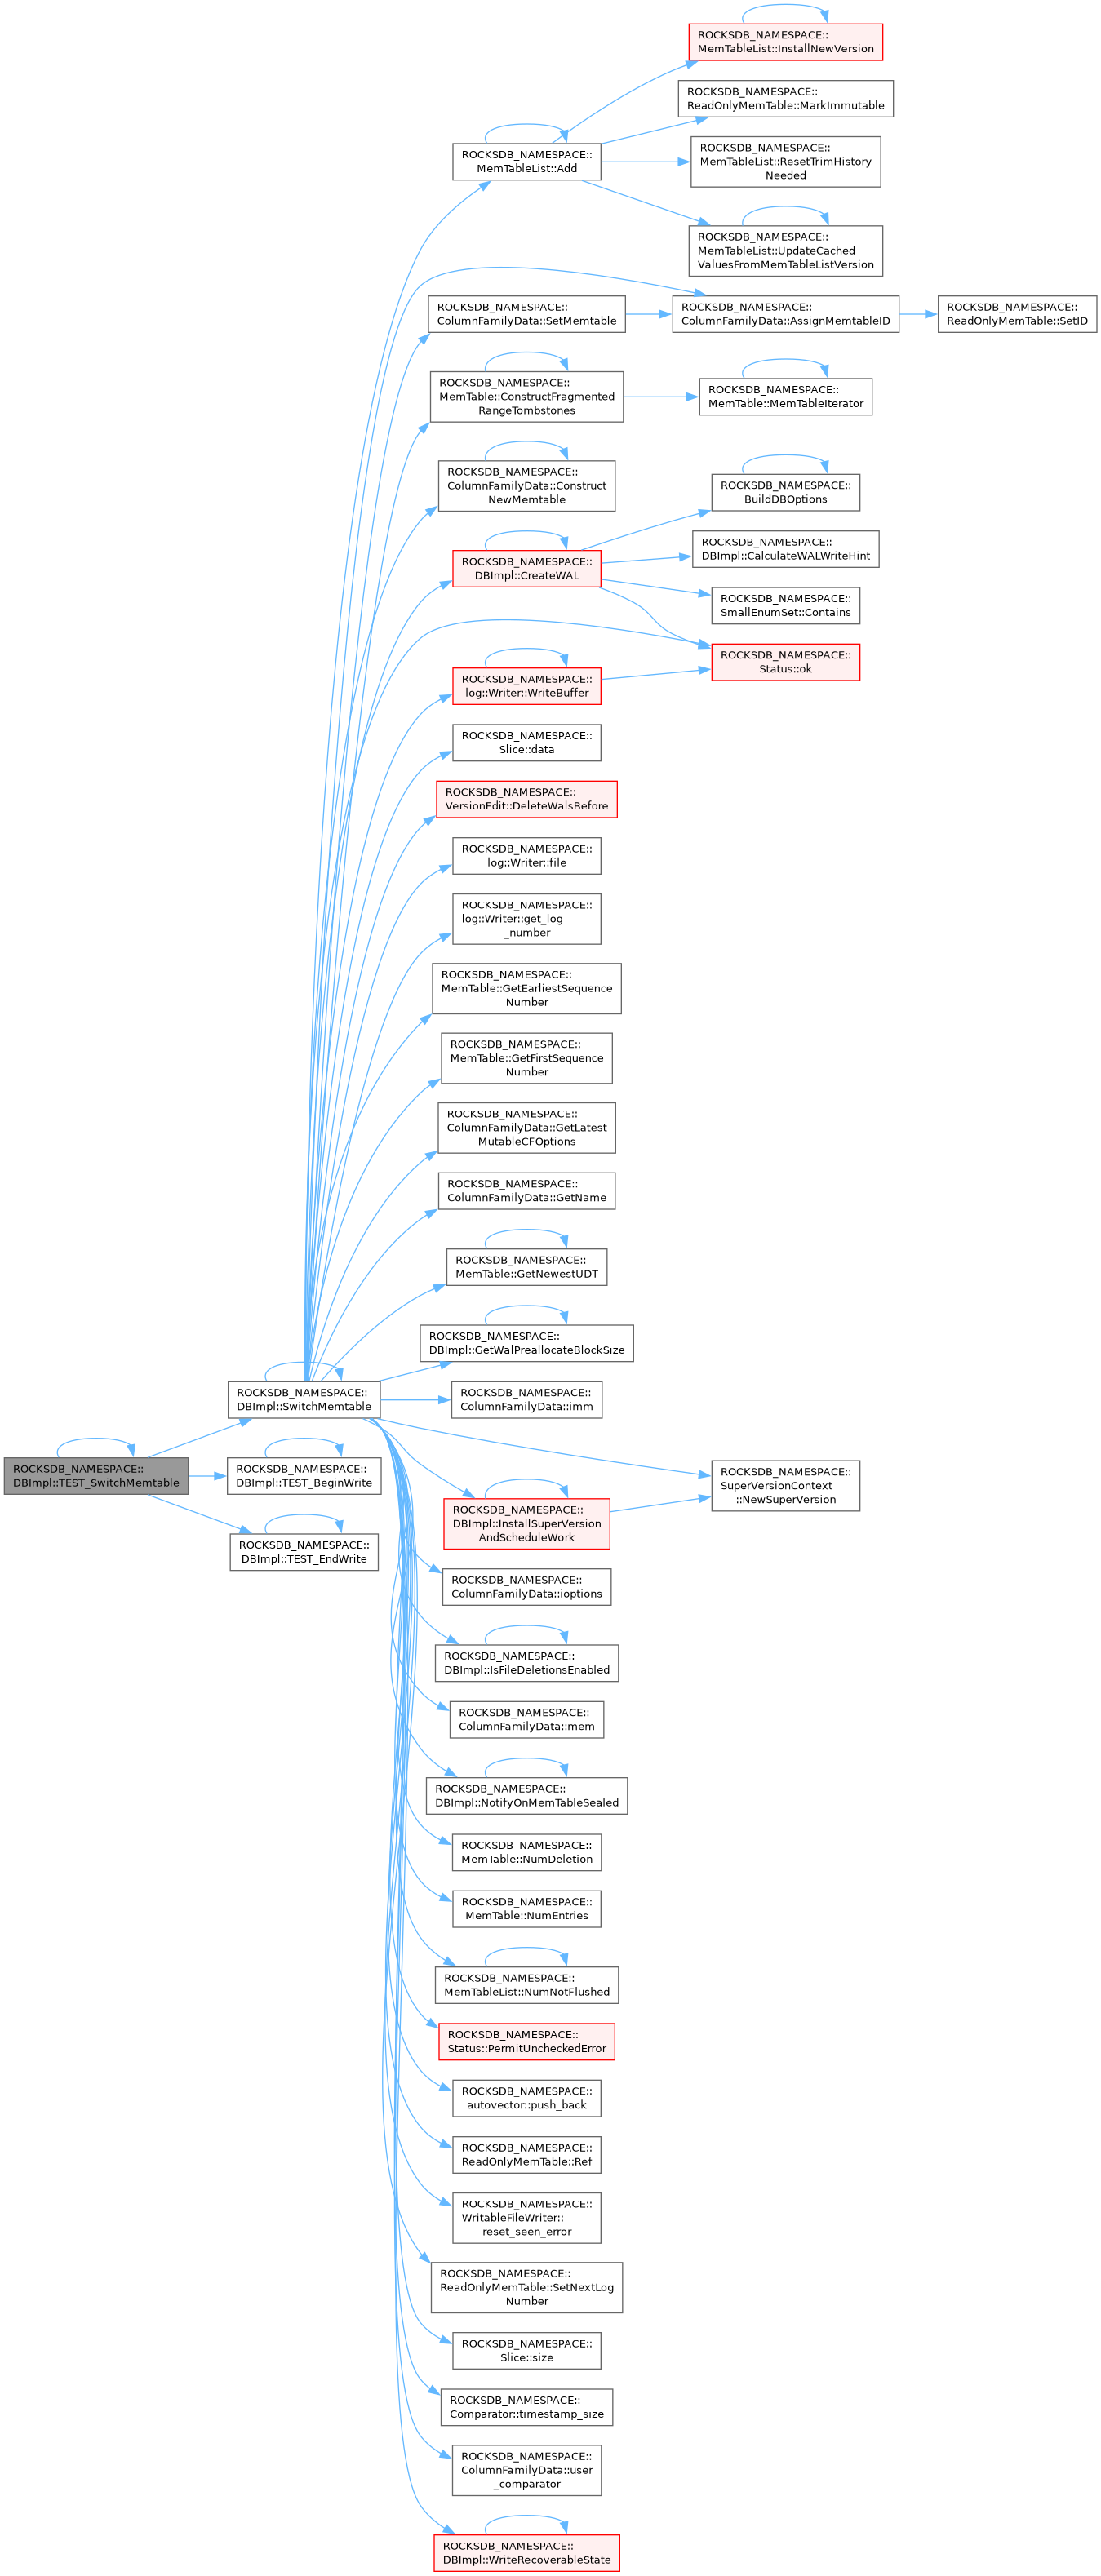 ROCKSDB_NAMESPACE::
MemTableList::InstallNewVersion
ROCKSDB_NAMESPACE::
ReadOnlyMemTable::MarkImmutable
ROCKSDB_NAMESPACE::
MemTableList::Add
ROCKSDB_NAMESPACE::
MemTableList::ResetTrimHistory
Needed
ROCKSDB_NAMESPACE::
MemTableList::UpdateCached
ValuesFromMemTableListVersion
ROCKSDB_NAMESPACE::
ColumnFamilyData::SetMemtable
ROCKSDB_NAMESPACE::
ColumnFamilyData::AssignMemtableID
ROCKSDB_NAMESPACE::
ReadOnlyMemTable::SetID
ROCKSDB_NAMESPACE::
MemTable::ConstructFragmented
RangeTombstones
ROCKSDB_NAMESPACE::
MemTable::MemTableIterator
ROCKSDB_NAMESPACE::
ColumnFamilyData::Construct
NewMemtable
ROCKSDB_NAMESPACE::
BuildDBOptions
ROCKSDB_NAMESPACE::
DBImpl::CreateWAL
ROCKSDB_NAMESPACE::
DBImpl::CalculateWALWriteHint
ROCKSDB_NAMESPACE::
SmallEnumSet::Contains
ROCKSDB_NAMESPACE::
Status::ok
ROCKSDB_NAMESPACE::
log::Writer::WriteBuffer
ROCKSDB_NAMESPACE::
Slice::data
ROCKSDB_NAMESPACE::
VersionEdit::DeleteWalsBefore
ROCKSDB_NAMESPACE::
log::Writer::file
ROCKSDB_NAMESPACE::
log::Writer::get_log
_number
ROCKSDB_NAMESPACE::
MemTable::GetEarliestSequence
Number
ROCKSDB_NAMESPACE::
MemTable::GetFirstSequence
Number
ROCKSDB_NAMESPACE::
ColumnFamilyData::GetLatest
MutableCFOptions
ROCKSDB_NAMESPACE::
ColumnFamilyData::GetName
ROCKSDB_NAMESPACE::
MemTable::GetNewestUDT
ROCKSDB_NAMESPACE::
DBImpl::GetWalPreallocateBlockSize
ROCKSDB_NAMESPACE::
DBImpl::SwitchMemtable
ROCKSDB_NAMESPACE::
ColumnFamilyData::imm
ROCKSDB_NAMESPACE::
DBImpl::TEST_SwitchMemtable
ROCKSDB_NAMESPACE::
DBImpl::TEST_BeginWrite
ROCKSDB_NAMESPACE::
SuperVersionContext
::NewSuperVersion
ROCKSDB_NAMESPACE::
DBImpl::InstallSuperVersion
AndScheduleWork
ROCKSDB_NAMESPACE::
DBImpl::TEST_EndWrite
ROCKSDB_NAMESPACE::
ColumnFamilyData::ioptions
ROCKSDB_NAMESPACE::
DBImpl::IsFileDeletionsEnabled
ROCKSDB_NAMESPACE::
ColumnFamilyData::mem
ROCKSDB_NAMESPACE::
DBImpl::NotifyOnMemTableSealed
ROCKSDB_NAMESPACE::
MemTable::NumDeletion
ROCKSDB_NAMESPACE::
MemTable::NumEntries
ROCKSDB_NAMESPACE::
MemTableList::NumNotFlushed
ROCKSDB_NAMESPACE::
Status::PermitUncheckedError
ROCKSDB_NAMESPACE::
autovector::push_back
ROCKSDB_NAMESPACE::
ReadOnlyMemTable::Ref
ROCKSDB_NAMESPACE::
WritableFileWriter::
reset_seen_error
ROCKSDB_NAMESPACE::
ReadOnlyMemTable::SetNextLog
Number
ROCKSDB_NAMESPACE::
Slice::size
ROCKSDB_NAMESPACE::
Comparator::timestamp_size
ROCKSDB_NAMESPACE::
ColumnFamilyData::user
_comparator
ROCKSDB_NAMESPACE::
DBImpl::WriteRecoverableState